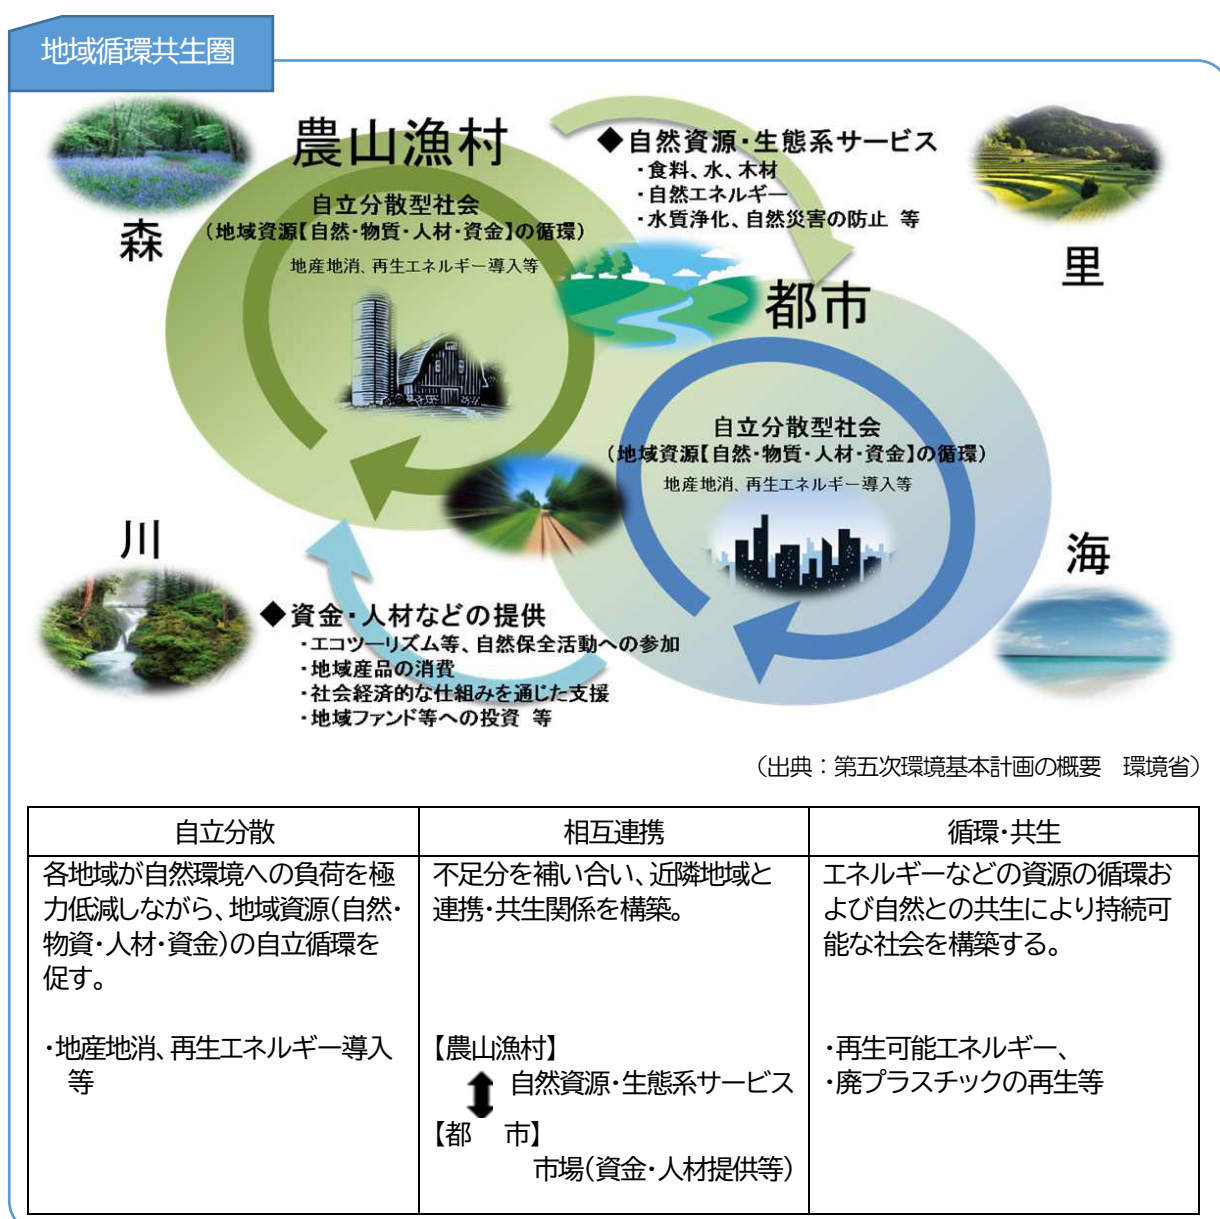 地域循環共生圏
農山漁村
自立分散型社会
(地域資源【自然・物質・人材・資金】の循環)
地産地消、再生エネルギー導入等
森
◆自然資源・生態系サービス
・食料、水、木材
・自然エネルギー
・水質浄化、自然災害の防止 等
里
都市
自立分散型社会
(地域資源【自然・物質・人材・資金】の循環)
地産地消、再生エネルギー導入等
川
海
◆資金・人材などの提供
・エコツーリズム等、自然保全活動への参加
・地域産品の消費
・社会経済的な仕組みを通じた支援
・地域ファンド等への投資 等
(出典:第五次環境基本計画の概要 環境省)
自立分散
各地域が自然環境への負荷を極
力低減しながら、地域資源(自然・
物資・人材・資金)の自立循環を
促す。
・地産地消、再生エネルギー導入
等
相互連携
不足分を補い合い、近隣地域と
連携・共生関係を構築。
【農山漁村】
自然資源・生態系サービス
【都 市】
市場(資金・人材提供等)
循環・共生
エネルギーなどの資源の循環お
よび自然との共生により持続可
能な社会を構築する。
・再生可能エネルギー、
・廃プラスチックの再生等